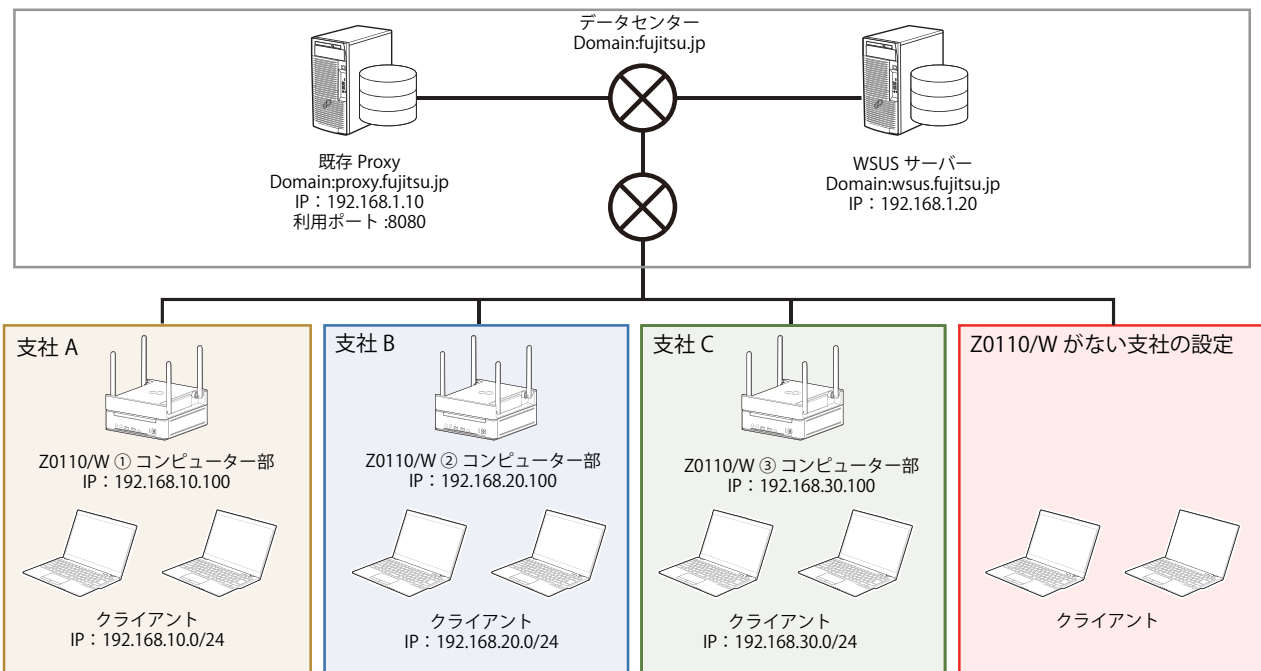 データセンター
Domain:fujitsu.jp
既存 Proxy
Domain:proxy.fujitsu.jp
IP：192.168.1.10
利用ポート :8080
WSUS サーバー
Domain:wsus.fujitsu.jp
IP：192.168.1.20
支社 A
Z0110/W ① コンピューター部
IP：192.168.10.100
クライアント
IP：192.168.10.0/24
支社 B
Z0110/W ② コンピューター部
IP：192.168.20.100
クライアント
IP：192.168.20.0/24
支社 C
Z0110/W ③ コンピューター部
IP：192.168.30.100
クライアント
IP：192.168.30.0/24
Z0110/W がない支社の設定
クライアント